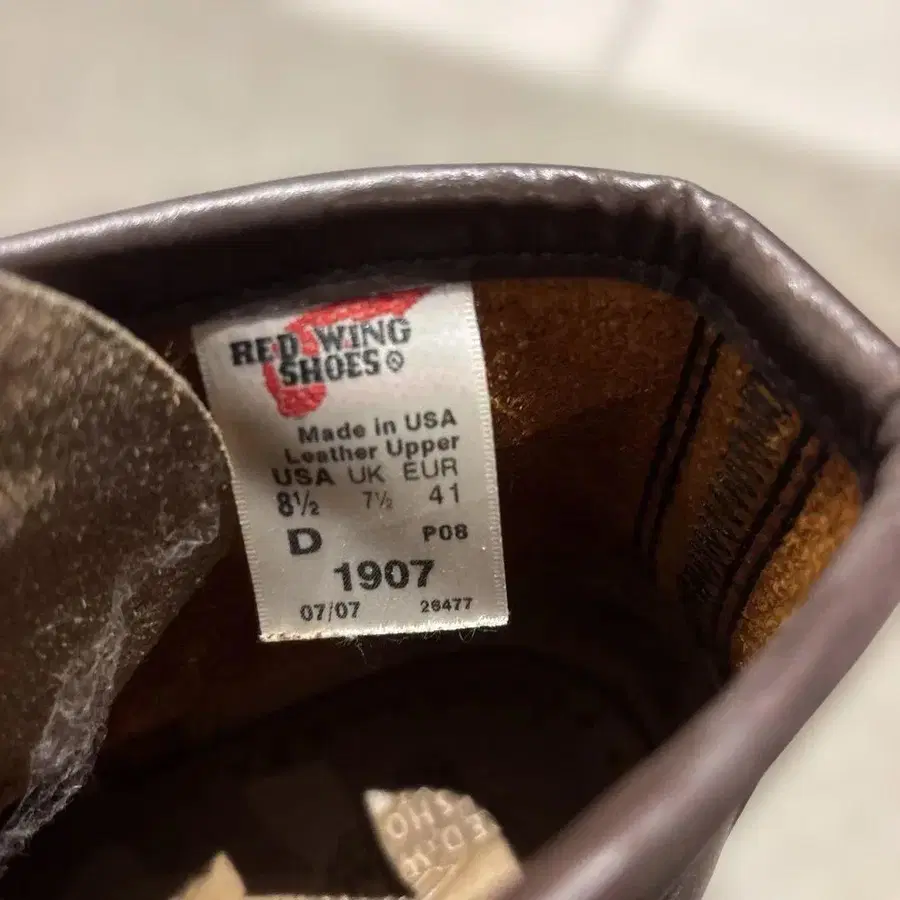 RED WING
SHOES®
Made in USA
Leather Upper
USA UK EUR
8½ 7½ 41
D P08
1907
07/07 26477